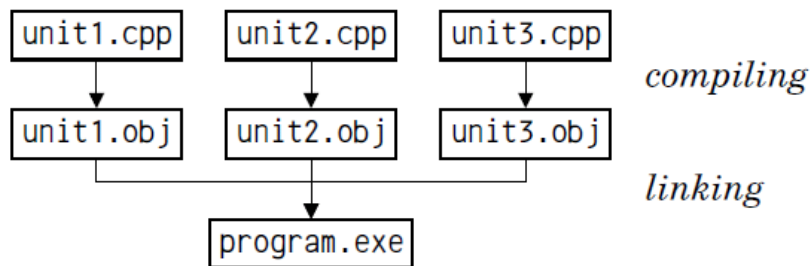 unit1.cpp unit2.cpp unit3.cpp
compiling
unit1.obj unit2.obj unit3.obj
linking
program.exe